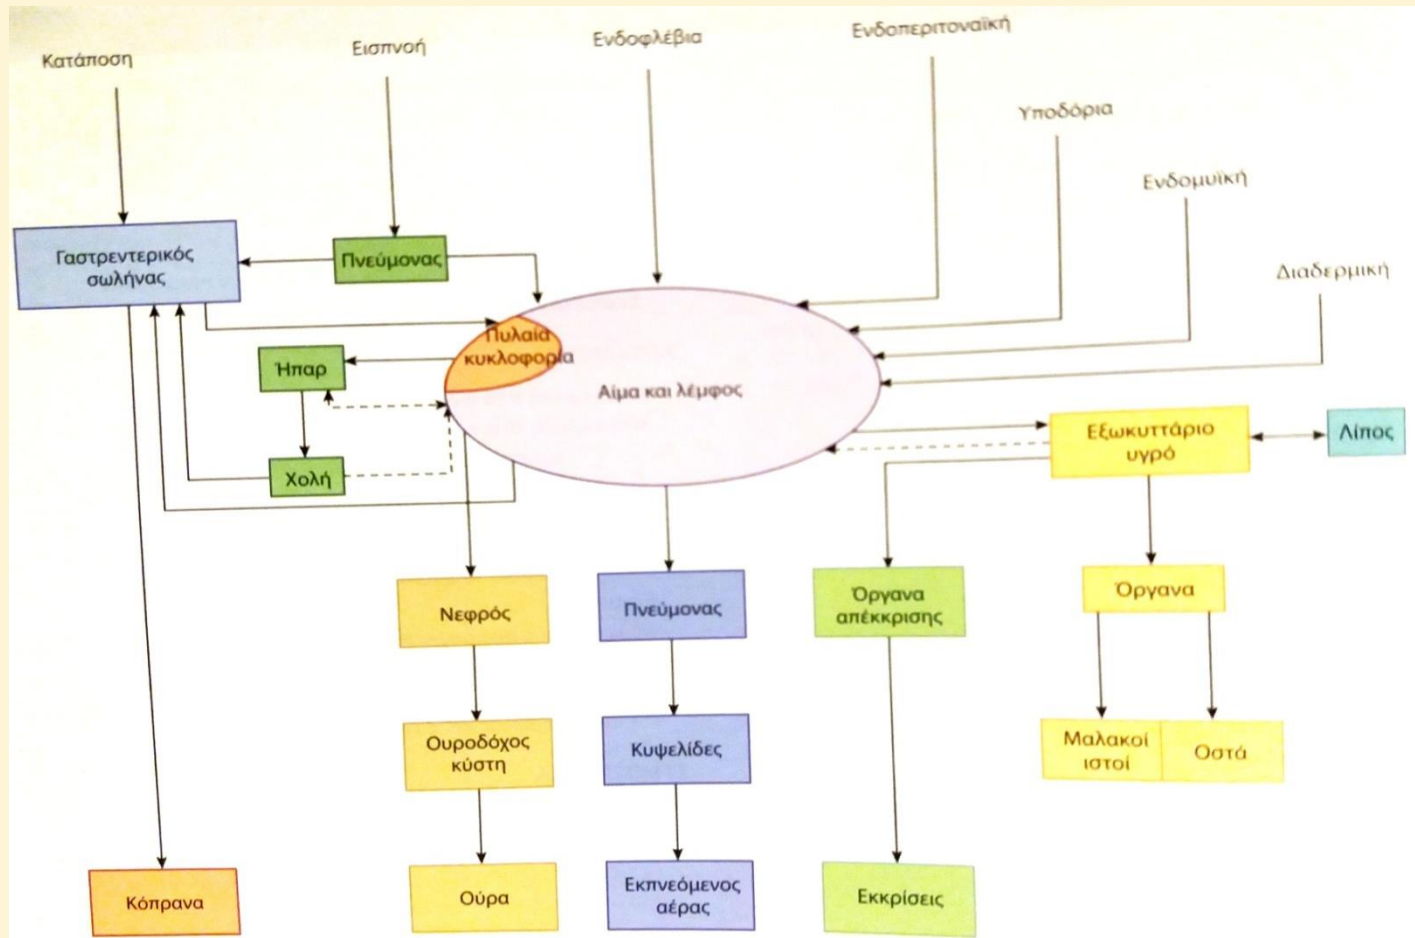 Κατάποση
Εισπνοή
Ενδοφλέβια
Ενδοπεριτοναϊκή
Υποδόρια
Ενδομυϊκή
Διαδερμική
Γαστρεντερικός
σωλήνας
Πνεύμονας
Πυλαία
κυκλοφορία
Ήπαρ
Αίμα και λέμφος
Χολή
Εξωκυττάριο
υγρό
Λίπος
Νεφρός
Πνεύμονας
Όργανα
απέκκρισης
Όργανα
Ουροδόχος
κύστη
Κυψελίδες
Μαλακοί
ιστοί
Οστά
Κόπρανα
Ούρα
Εκπνεόμενος
αέρας
Εκκρίσεις